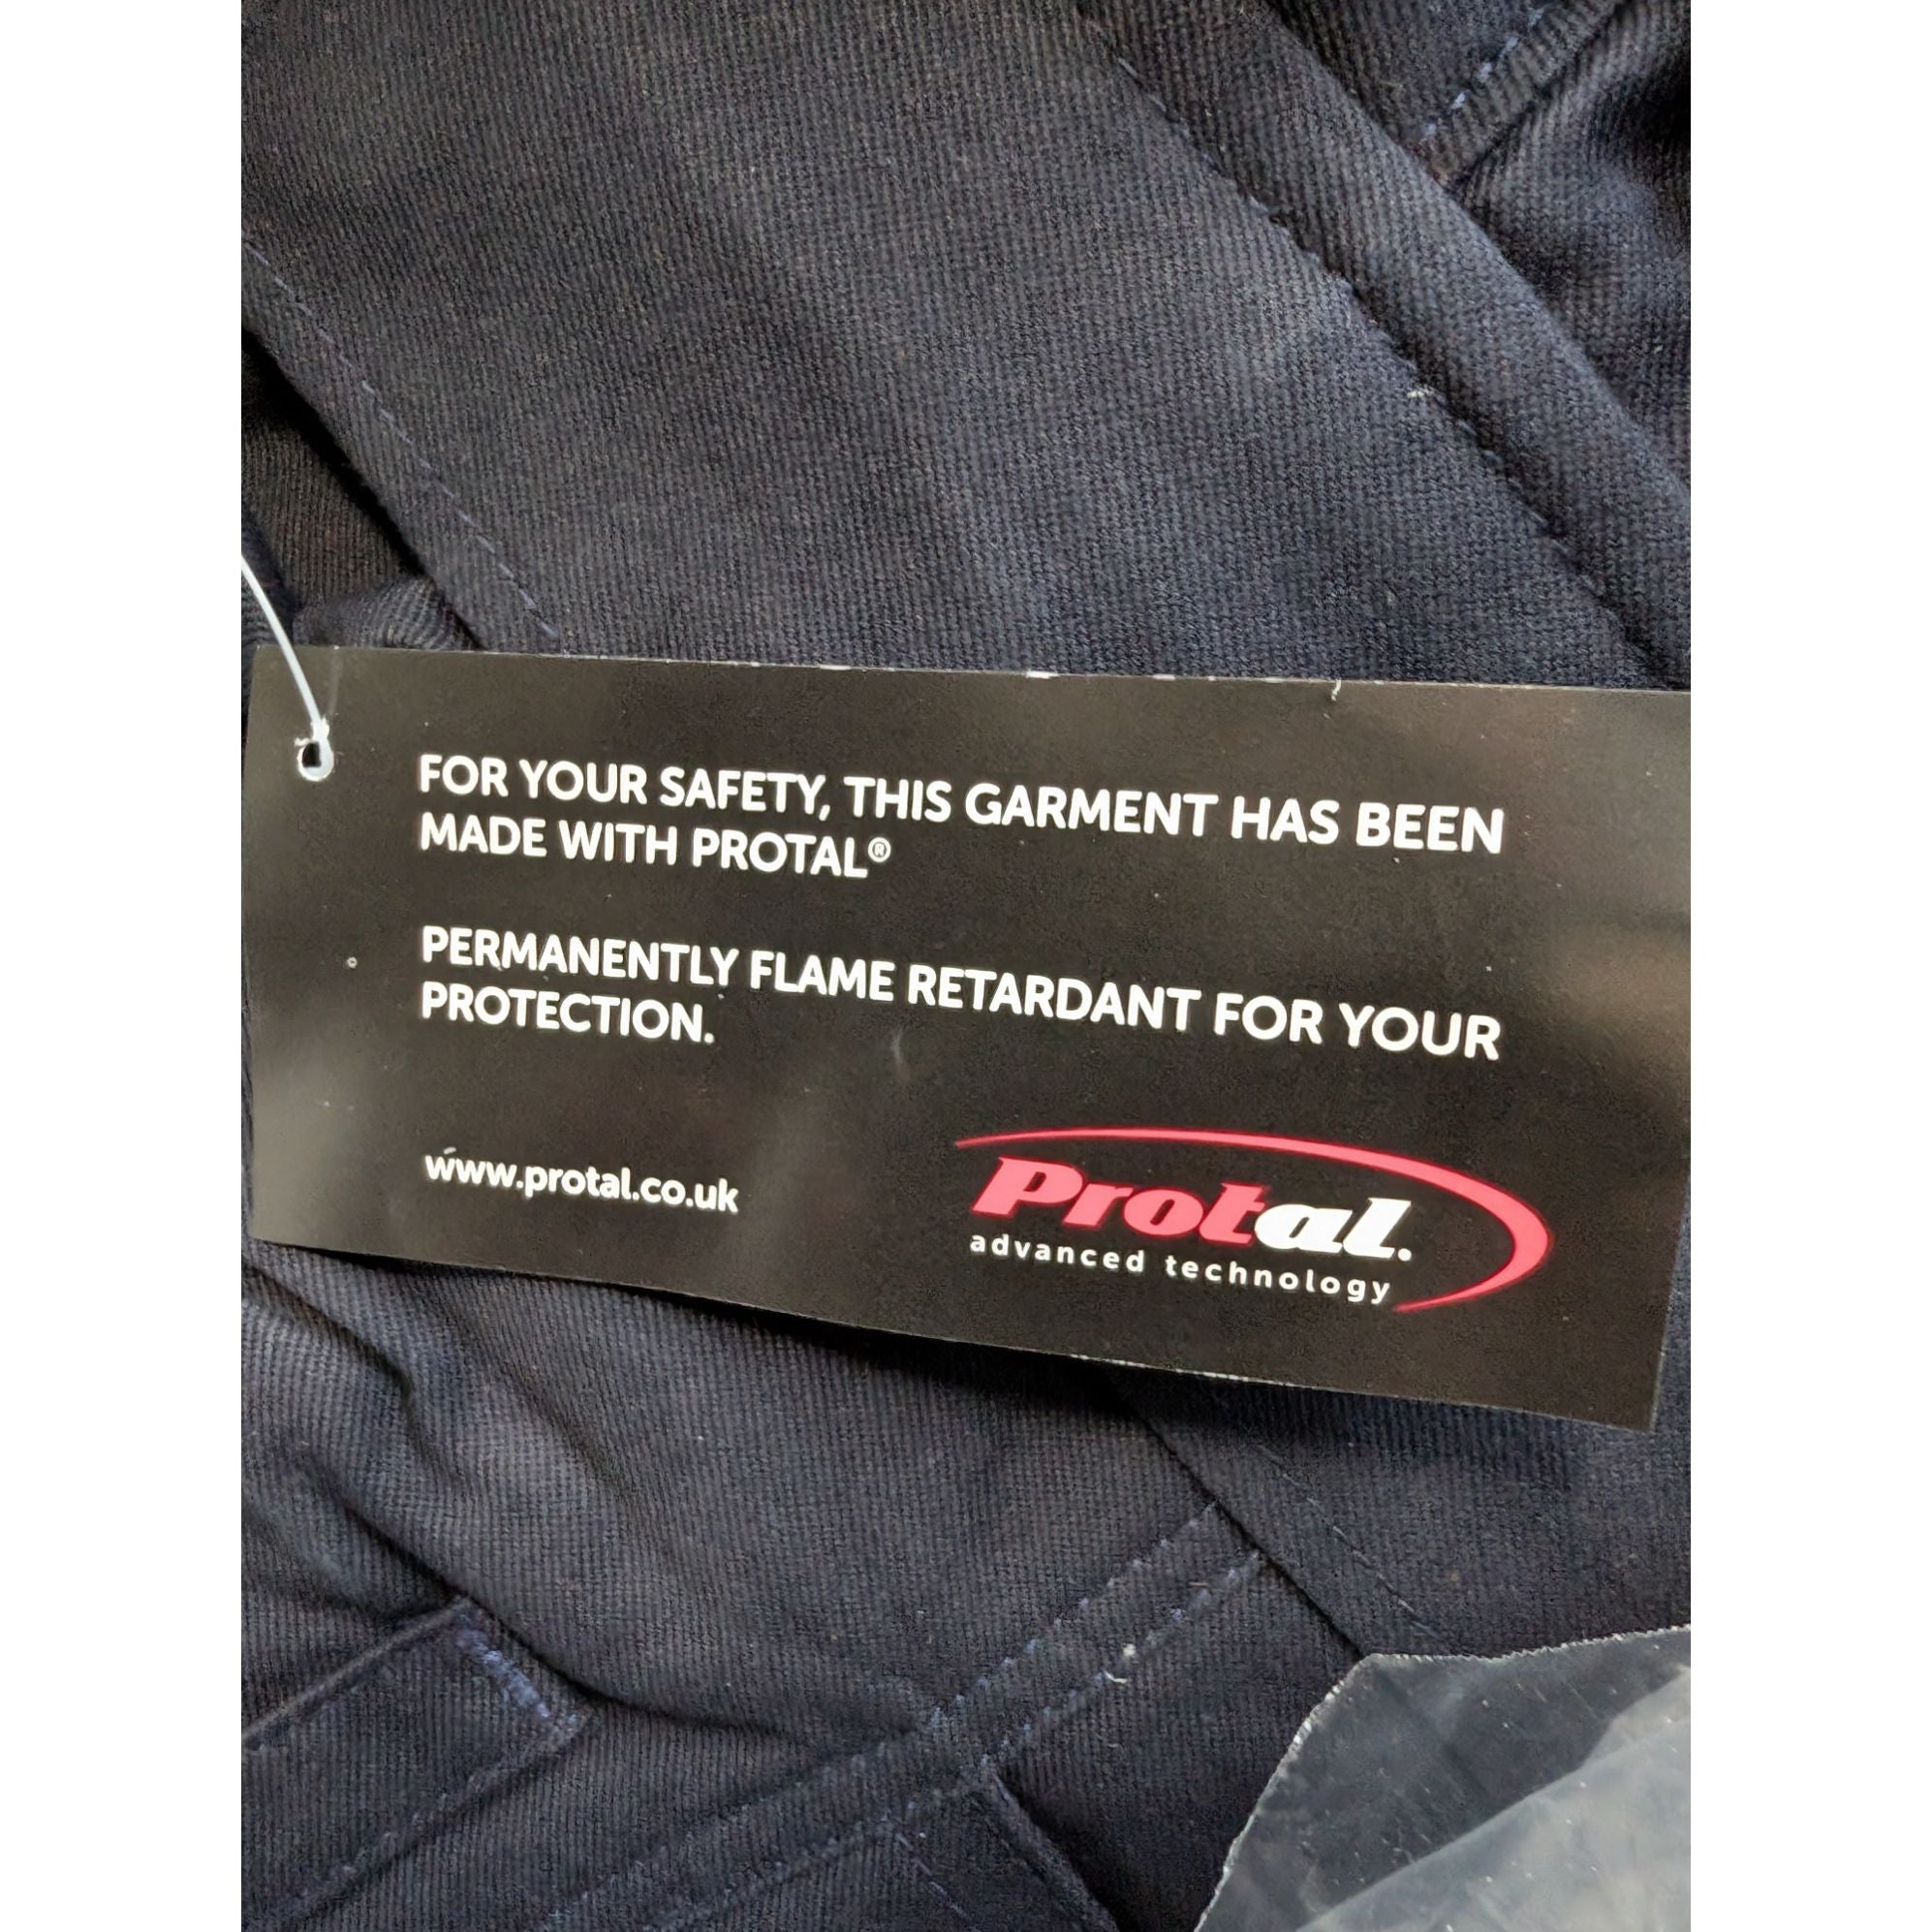 FOR YOUR SAFETY, THIS GARMENT HAS BEEN
MADE WITH PROTAL®
PERMANENTLY FLAME RETARDANT FOR YOUR
PROTECTION.
www.protal.co.uk
Protal.
advanced technology